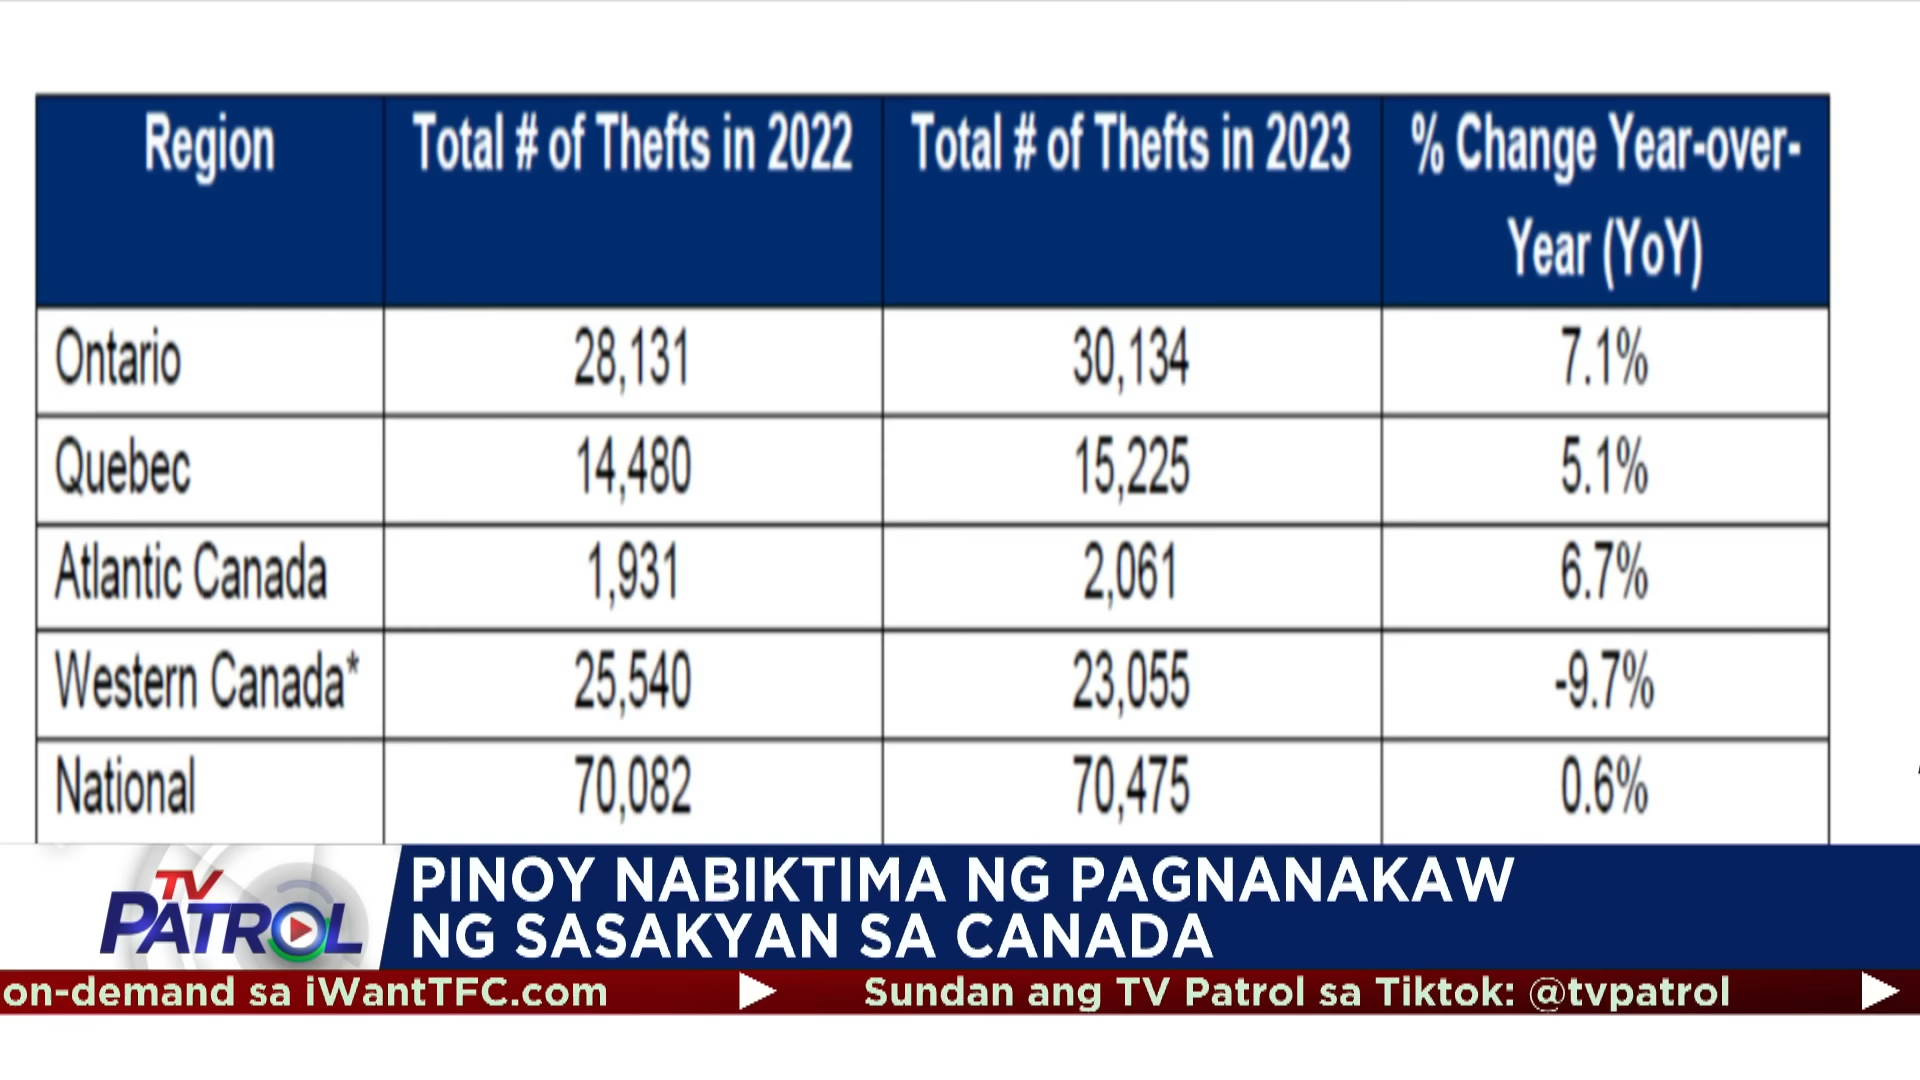 Region Total # of Thefts in 2022 Total # of Thefts in 2023 % Change Year-over-
Year (YoY)
Ontario 28,131 30,134 7.1%
Quebec 14,480 15,225 5.1%
Atlantic Canada 1,931 2,061 6.7%
Western Canada* 25,540 23,055 -9.7%
National 70,082 70,475 0.6%
TV
PATROL
PINOY NABIKTIMA NG PAGNANAKAW
NG SASAKYAN SA CANADA
on-demand sa iWantTFC.com Sundan ang TV Patrol sa Tiktok: @tvpatrol